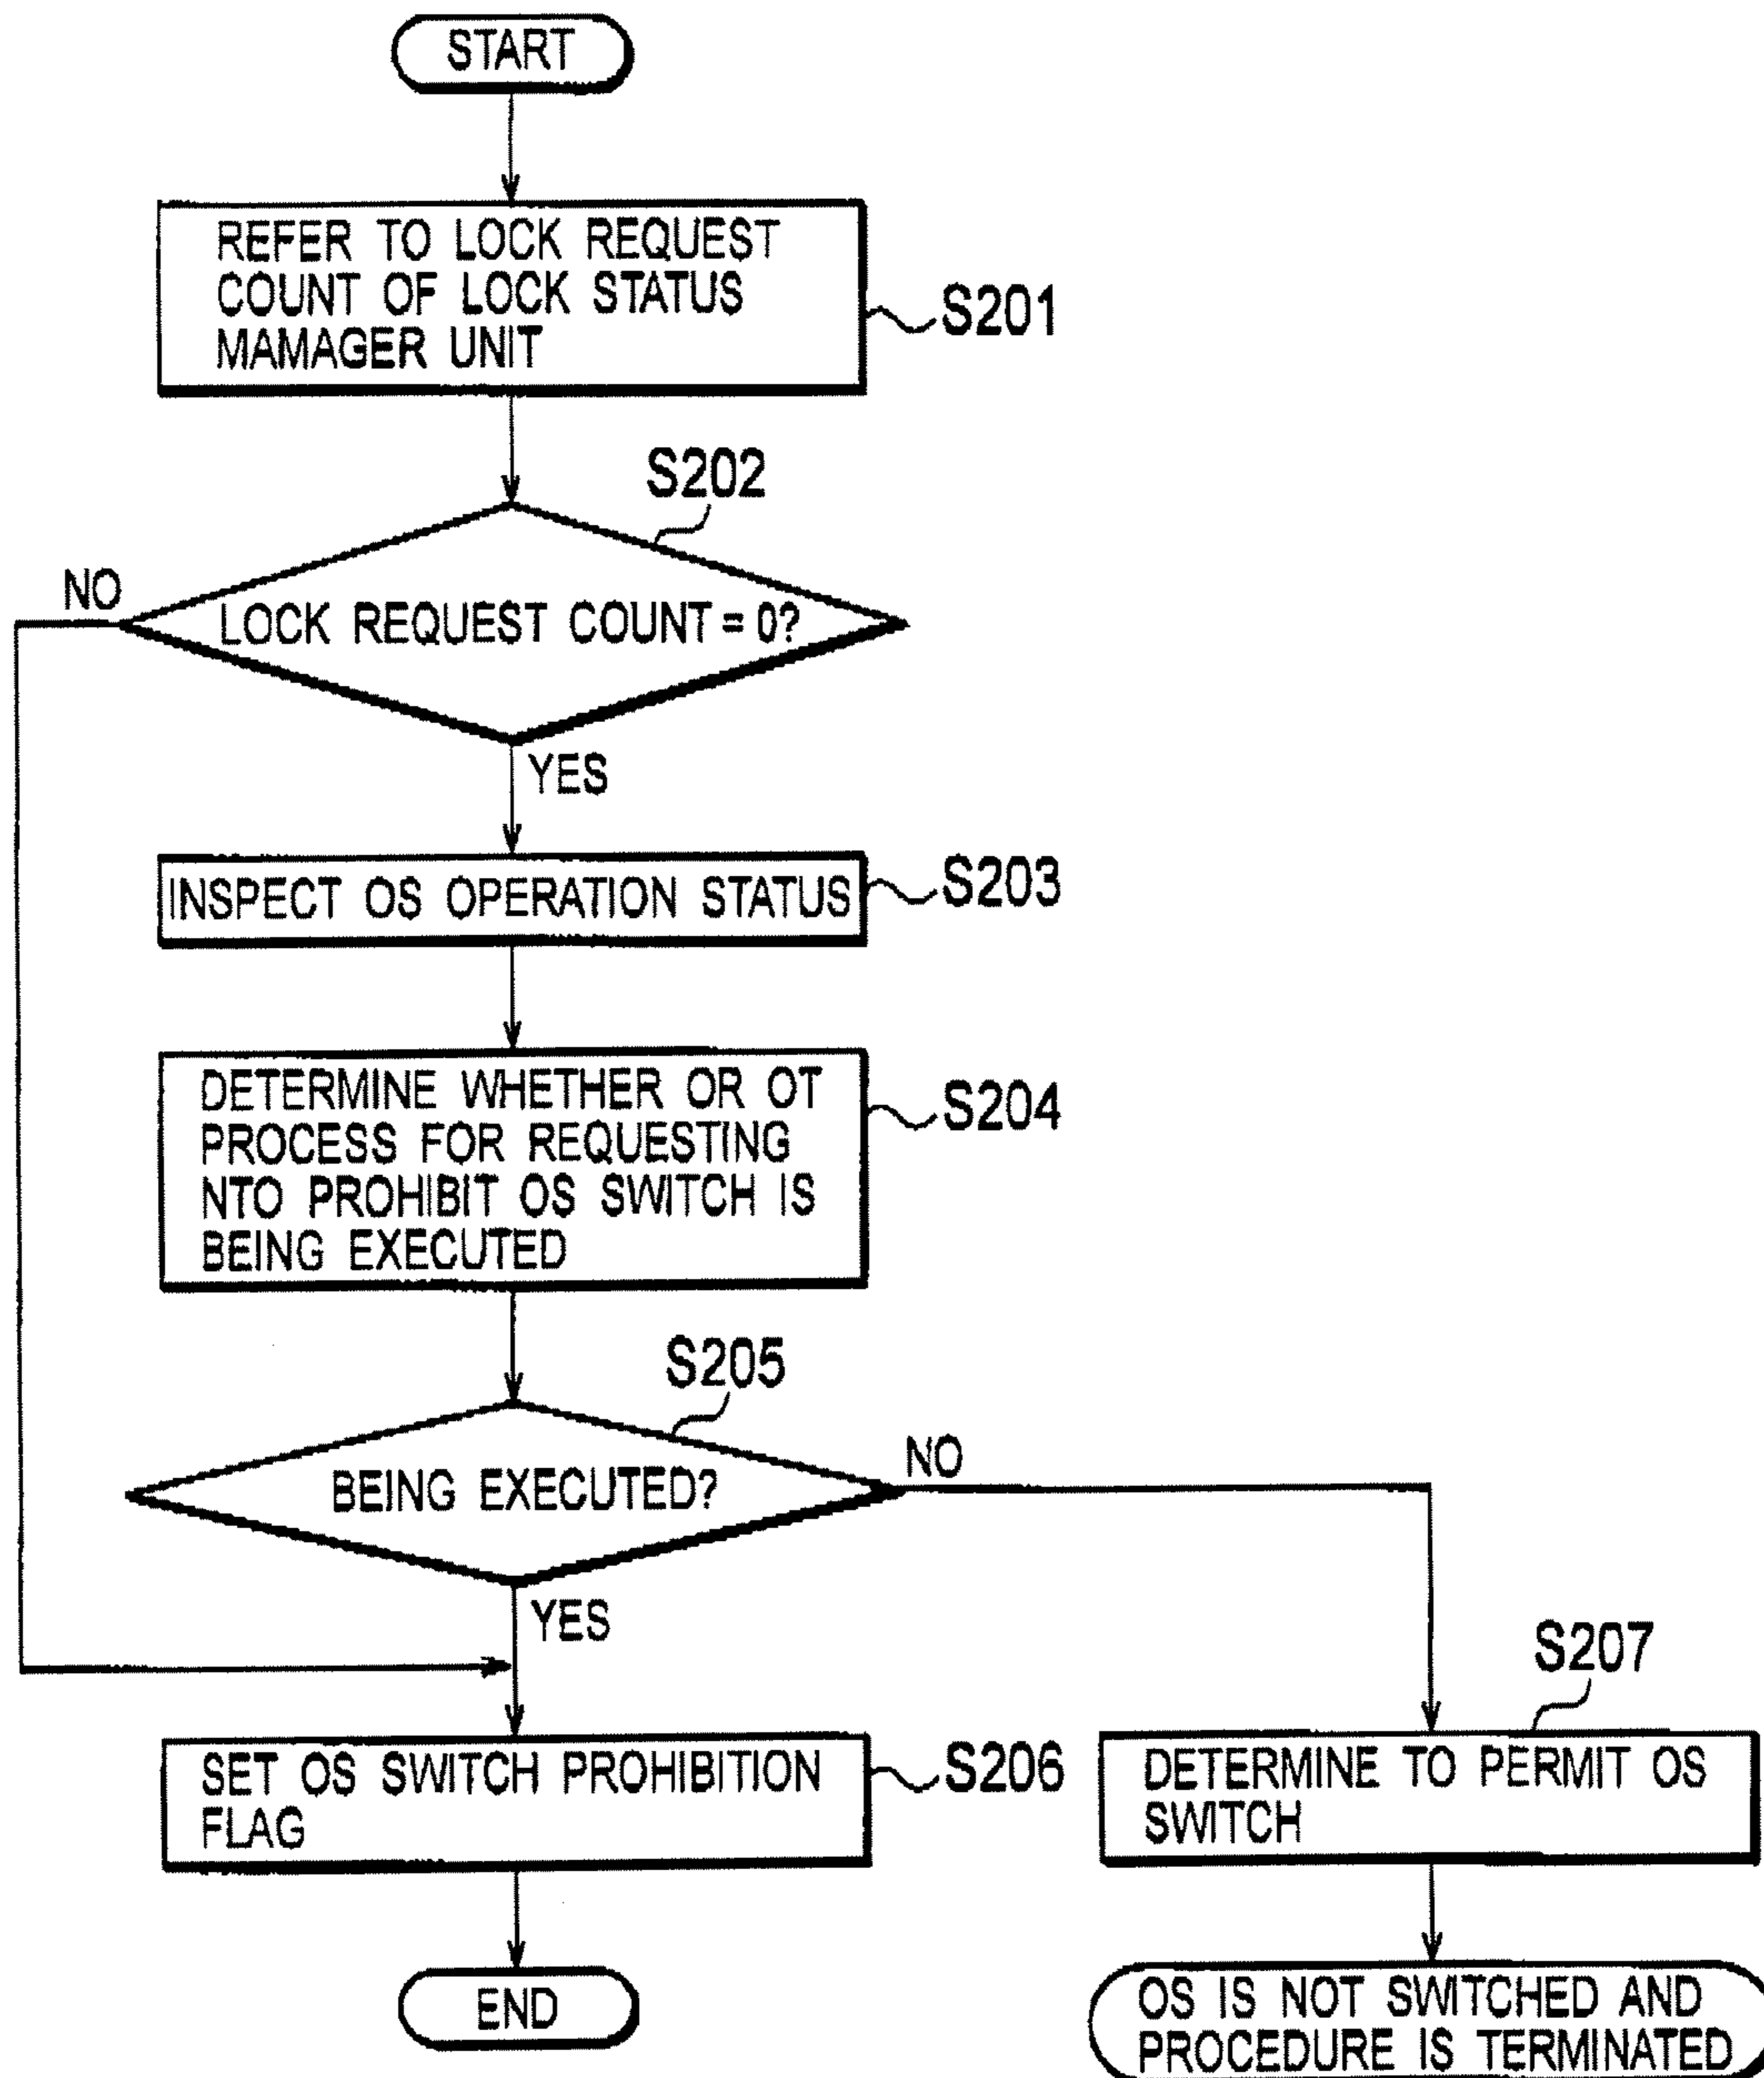 START
REFER TO LOCK REQUEST
COUNT OF LOCK STATUS
MAMAGER UNIT
S201
S202
NO
LOCK REQUEST COUNT = 0?
YES
INSPECT OS OPERATION STATUS
S203
DETERMINE WHETHER OR OT
PROCESS FOR REQUESTING
NTO PROHIBIT OS SWITCH IS
BEING EXECUTED
S204
S205
BEING EXECUTED?
NO
YES
SET OS SWITCH PROHIBITION
FLAG
S206
S207
DETERMINE TO PERMIT OS
SWITCH
END
OS IS NOT SWITCHED AND
PROCEDURE IS TERMINATED